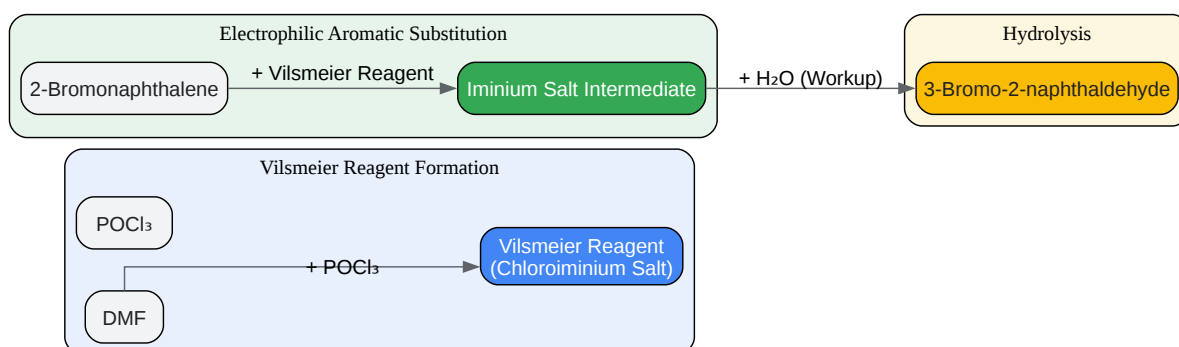 Electrophilic Aromatic Substitution
2-Bromonaphthalene
+ Vilsmeier Reagent
Iminium Salt Intermediate
+ H₂O (Workup)
Hydrolysis
3-Bromo-2-naphthaldehyde
Vilsmeier Reagent Formation
POCl₃
DMF
+ POCl₃
Vilsmeier Reagent
(Chloroiminium Salt)